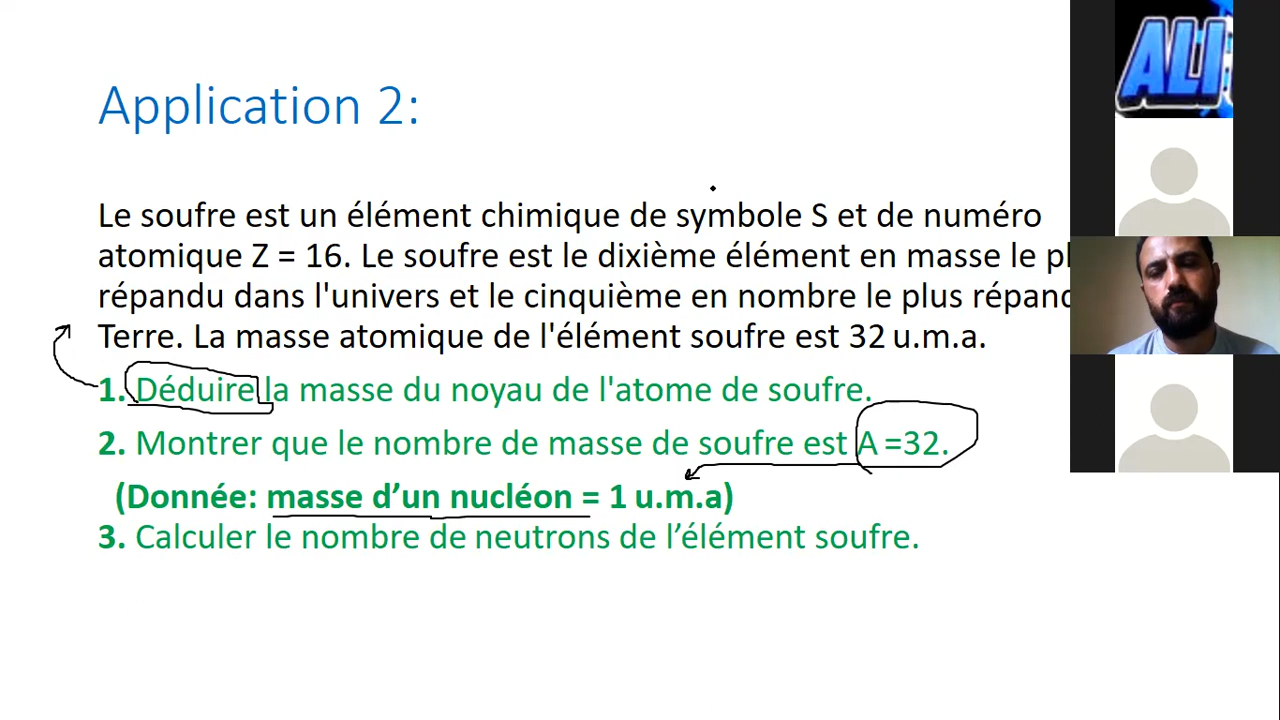 Application 2:
ALI
Le soufre est un élément chimique de symbole S et de numéro
atomique Z = 16. Le soufre est le dixième élément en masse le
répandu dans l'univers et le cinquième en nombre le plus
Terre. La masse atomique de l'élément soufre est 32 u.m.a.
1. Déduire la masse du noyau de l'atome de soufre.
2. Montrer que le nombre de masse de soufre est A =32.
(Donnée: masse d’un nucléon = 1 u.m.a)
3. Calculer le nombre de neutrons de l’élément soufre.